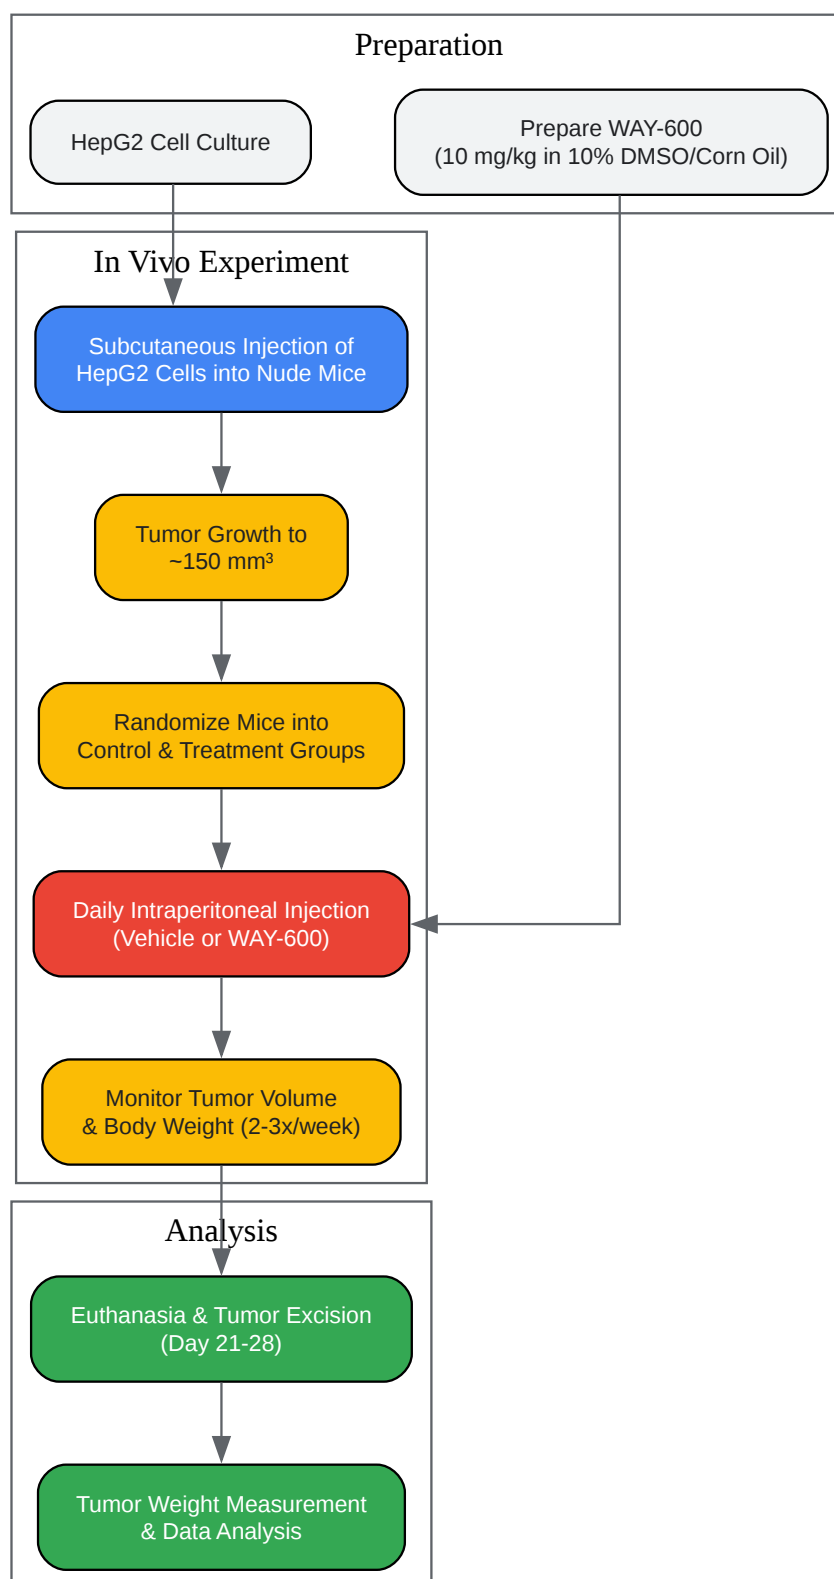 Preparation
HepG2 Cell Culture
Prepare WAY-600
(10 mg/kg in 10% DMSO/Corn Oil)
In Vivo Experiment
Subcutaneous Injection of
HepG2 Cells into Nude Mice
Tumor Growth to
~150 mm³
Randomize Mice into
Control & Treatment Groups
Daily Intraperitoneal Injection
(Vehicle or WAY-600)
Monitor Tumor Volume
& Body Weight (2-3x/week)
Analysis
Euthanasia & Tumor Excision
(Day 21-28)
Tumor Weight Measurement
& Data Analysis